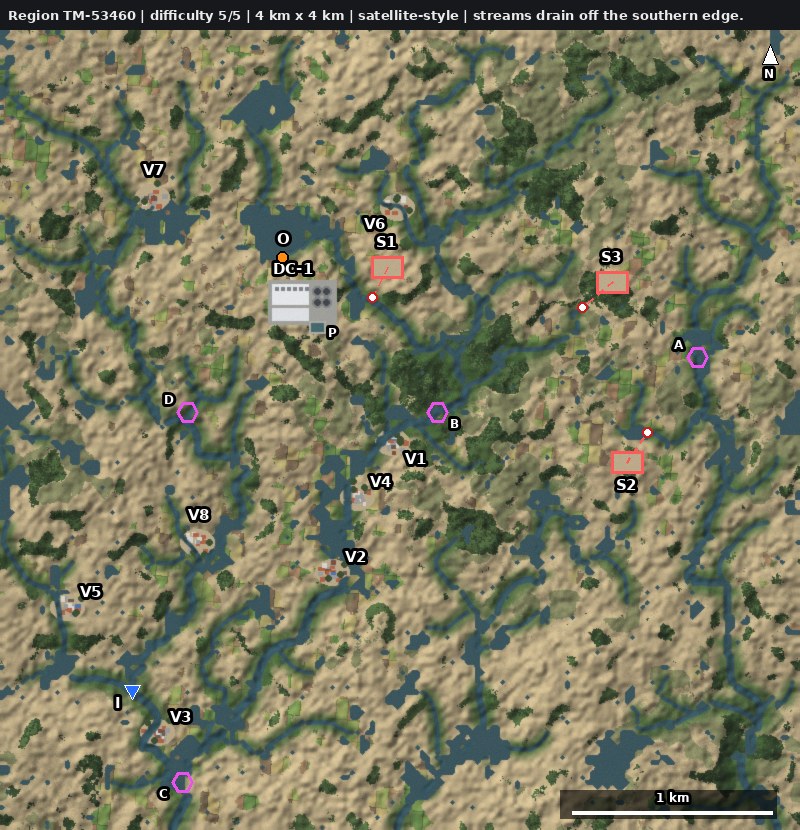 Region TM-53460 | difficulty 5/5 | 4 km x 4 km | satellite-style | streams drain off the southern edge.
N
V7
V6
O
S1
S3
DC-1
P
A
D
B
V1
V4
S2
V8
V2
V5
I
V3
C
1 km